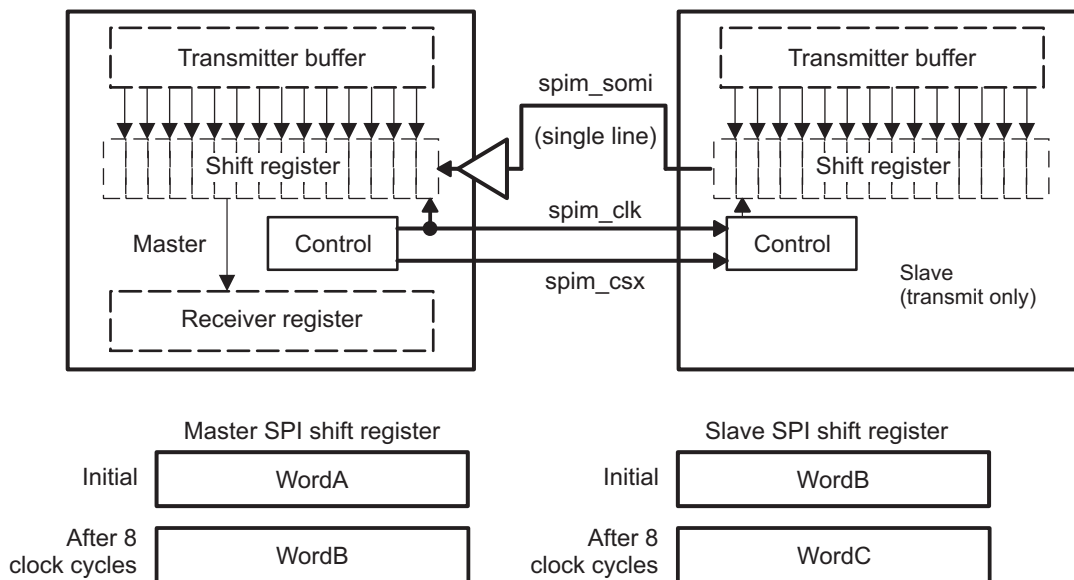 Transmitter buffer
spim_somi
Transmitter buffer
(single line)
Shift register
Shift register
Master
Control
spim_clk
Control
spim_csx
Slave
(transmit only)
Receiver register
Master SPI shift register
Slave SPI shift register
Initial
WordA
Initial
WordB
After 8
clock cycles
WordB
After 8
clock cycles
WordC